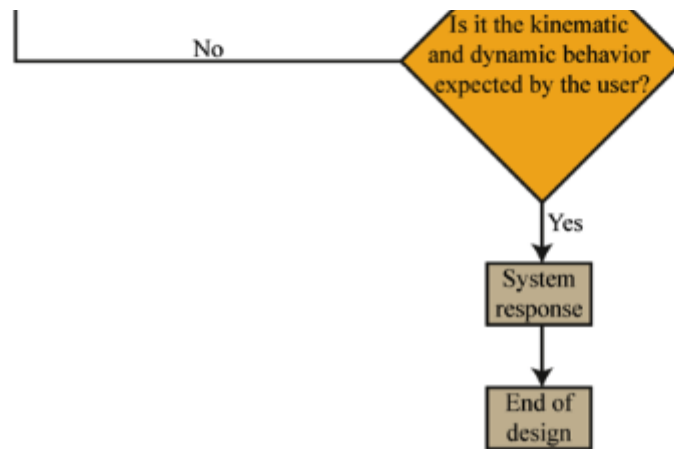 Is it the kinematic
No
and dynamic behavior
expected by the user?
Yes
System
response
End of
design